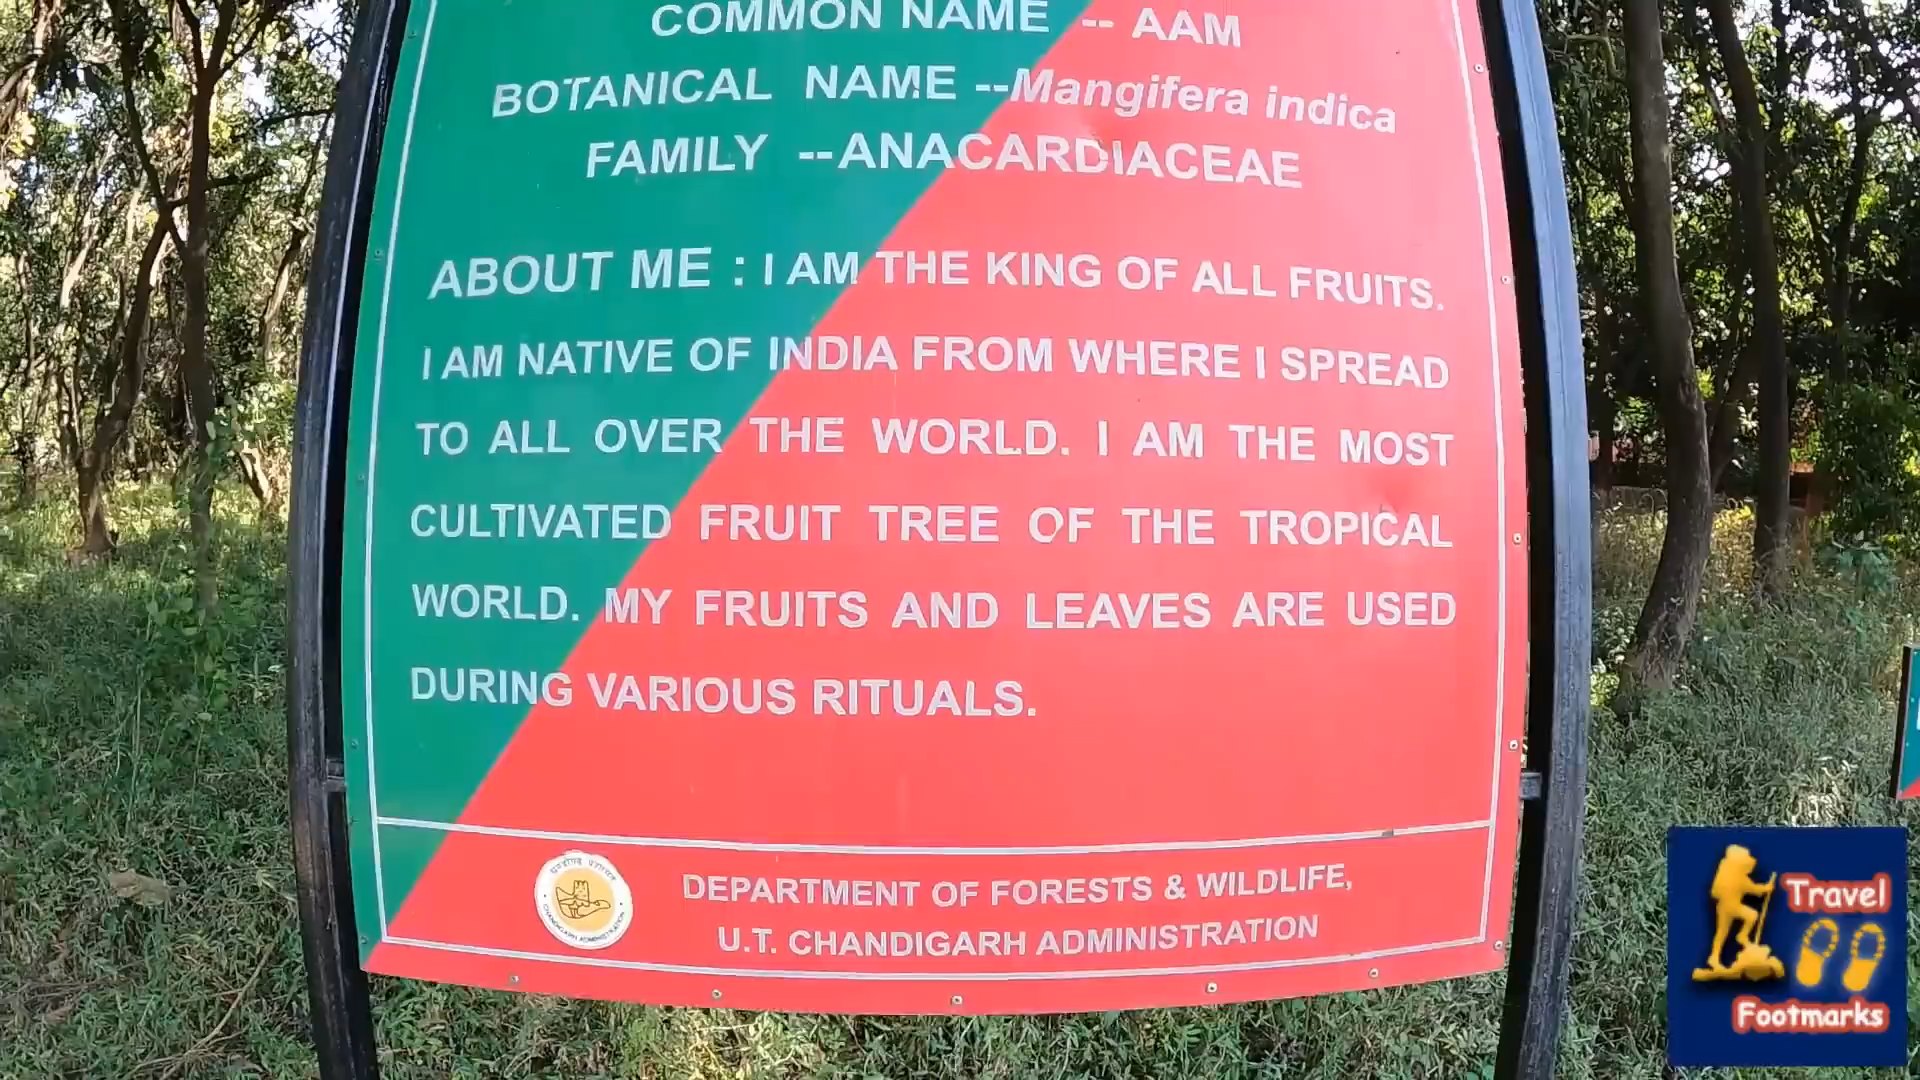 COMMON NAME -- AAM
BOTANICAL NAME --Mangifera indica
FAMILY --ANACARDIACEAE
ABOUT ME : I AM THE KING OF ALL FRUITS.
I AM NATIVE OF INDIA FROM WHERE I SPREAD
TO ALL OVER THE WORLD. I AM THE MOST
CULTIVATED FRUIT TREE OF THE TROPICAL
WORLD. MY FRUITS AND LEAVES ARE USED
DURING VARIOUS RITUALS.
CHANDIGARH ADMINISTRATION
DEPARTMENT OF FORESTS & WILDLIFE,
U.T. CHANDIGARH ADMINISTRATION
Travel
Footmarks